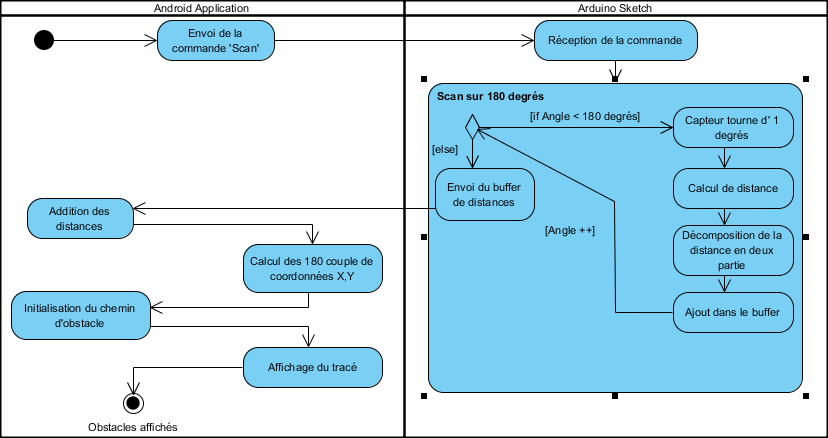 Android Application
Arduino Sketch
Envoi de la
commande 'Scan'
Réception de la commande
Scan sur 180 degrés
[if Angle < 180 degrés]
Capteur tourne d' 1
degrés
[else]
Calcul de distance
Envoi du buffer
de distances
Addition des
distances
[Angle ++]
Décomposition de la
distance en deux
partie
Calcul des 180 couple de
coordonnées X,Y
Initialisation du chemin
d'obstacle
Ajout dans le buffer
Affichage du tracé
Obstacles affichés